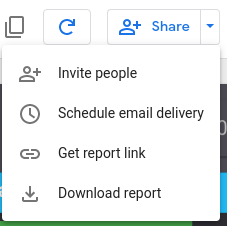 Share
Invite people
Schedule email delivery
Get report link
Download report